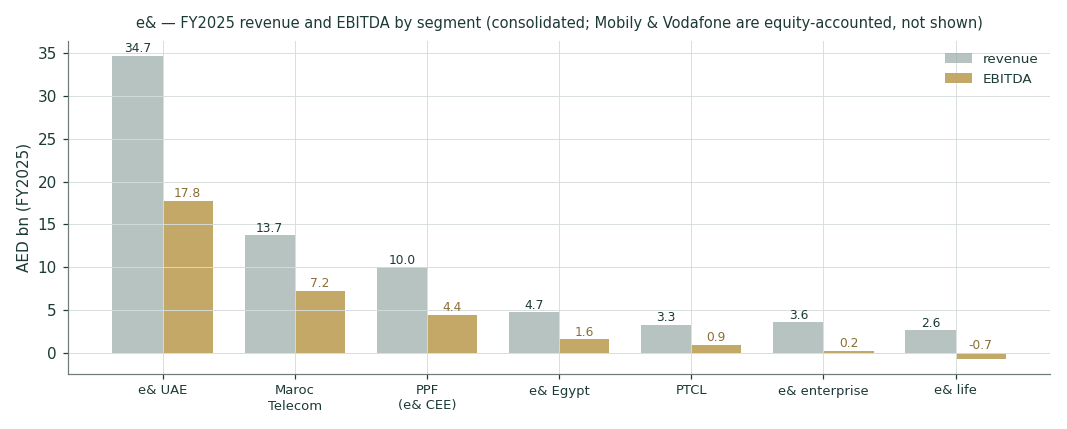 e& — FY2025 revenue and EBITDA by segment (consolidated; Mobily & Vodafone are equity-accounted, not shown)
revenue
EBITDA
AED bn (FY2025)
35
30
25
20
15
10
5
0
34.7
17.8
13.7
7.2
10.0
4.4
4.7
1.6
3.3
0.9
3.6
0.2
2.6
-0.7
e& UAE
Maroc
Telecom
PPF
(e& CEE)
e& Egypt
PTCL
e& enterprise
e& life